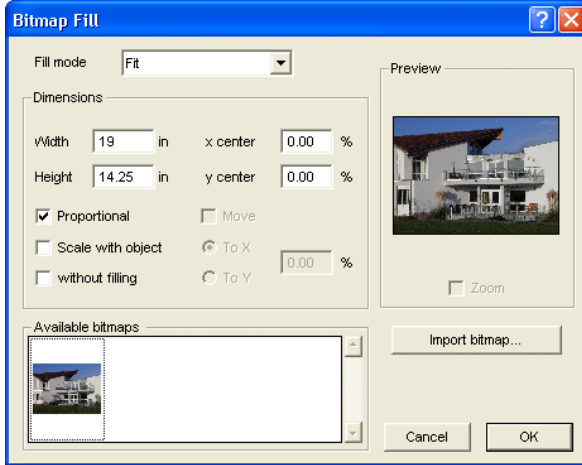 Bitmap Fill
Fill mode Fit
Preview
Dimensions
Width 19 in x center 0.00 %
Height 14.25 in y center 0.00 %
Proportional Move
Scale with object To X
0.00 %
without filling To Y
Zoom
Available bitmaps
Import bitmap...
Cancel OK